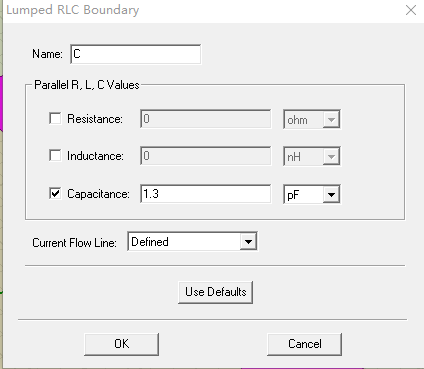 Lumped RLC Boundary
Name: C
Parallel R, L, C Values
Resistance: 0 ohm
Inductance: 0 nH
Capacitance: 1.3 pF
Current Flow Line: Defined
Use Defaults
OK Cancel